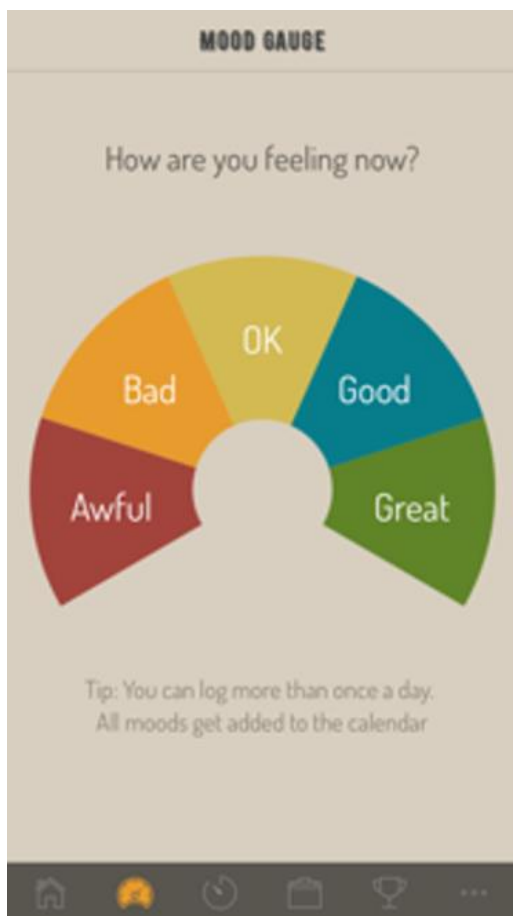 MOOD GAUGE
How are you feeling now?
OK
Bad
Good
Awful
Great
Tip: You can log more than once a day.
All moods get added to the calendar